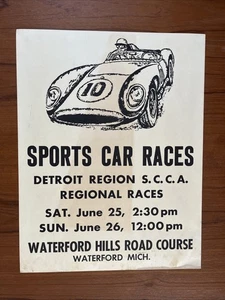 10
SPORTS CAR RACES
DETROIT REGION S.C.C.A.
REGIONAL RACES
SAT. June 25, 2:30 pm
SUN. June 26, 12:00 pm
WATERFORD HILLS ROAD COURSE
WATERFORD MICH.